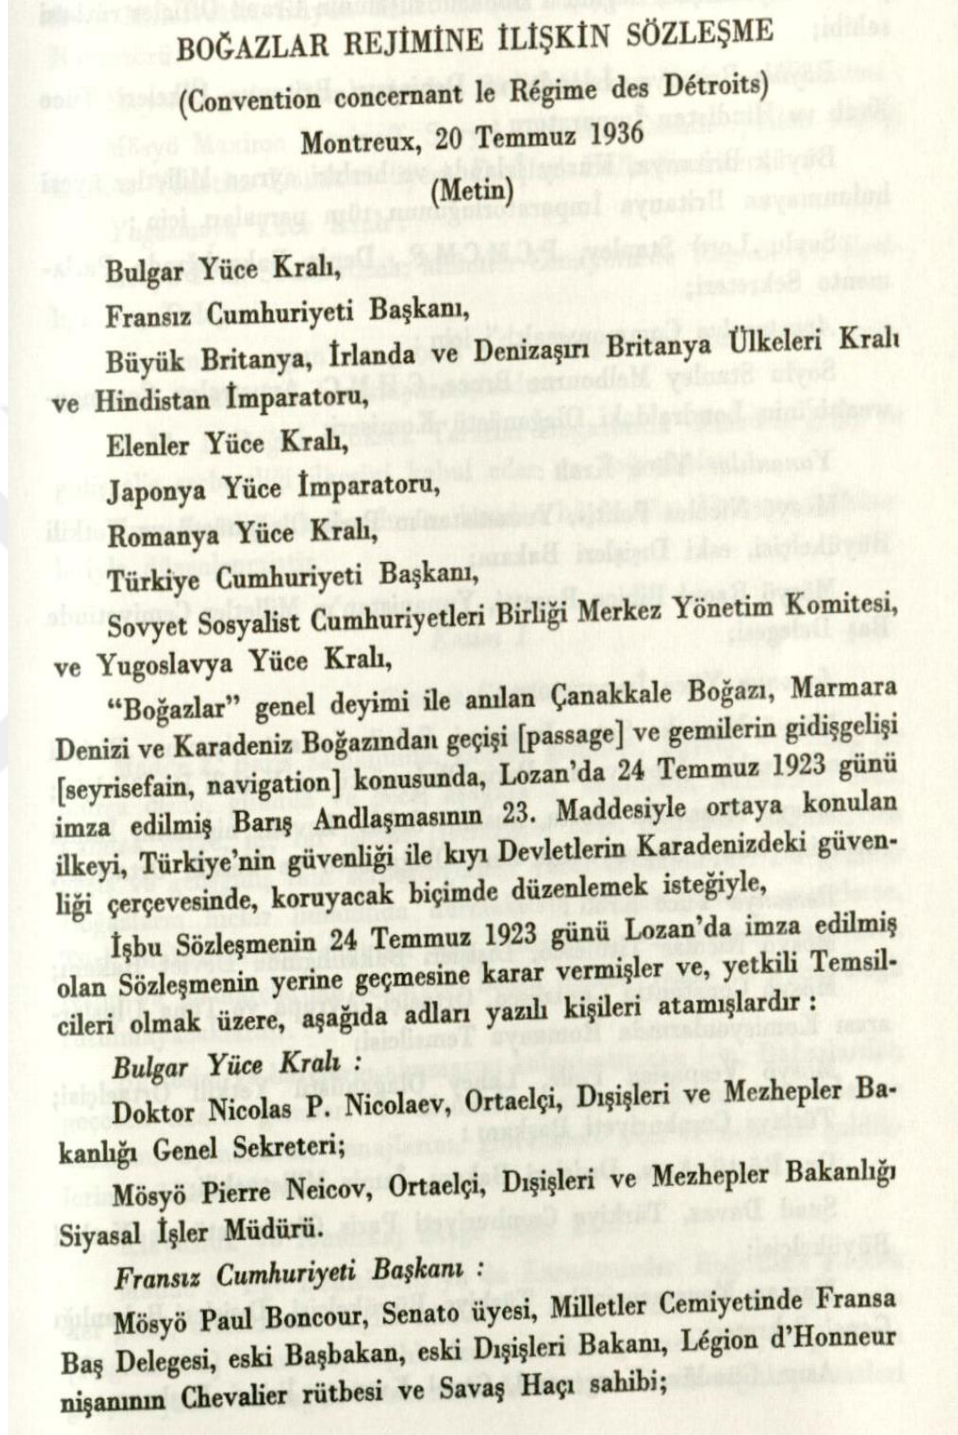 BOĞAZLAR REJİMİNE İLİŞKİN SÖZLEŞME
(Convention concernant le Régime des Détroits)
Montreux, 20 Temmuz 1936
(Metin)
Bulgar Yüce Kralı,
Fransız Cumhuriyeti Başkanı,
Büyük Britanya, İrlanda ve Denizaşırı Britanya Ülkeleri Kralı
ve Hindistan İmparatoru,
Elenler Yüce Kralı,
Japonya Yüce İmparatoru,
Romanya Yüce Kralı,
Türkiye Cumhuriyeti Başkanı,
Sovyet Sosyalist Cumhuriyetleri Birliği Merkez Yönetim Komitesi,
ve Yugoslavya Yüce Kralı,
“Boğazlar” genel deyimi ile anılan Çanakkale Boğazı, Marmara
Denizi ve Karadeniz Boğazından geçişi [passage] ve gemilerin gidişgelişi
[seyrisefain, navigation] konusunda, Lozan’da 24 Temmuz 1923 günü
imza edilmiş Barış Andlaşmasının 23. Maddesiyle ortaya konulan
ilkeyi, Türkiye’nin güvenliği ile kıyı Devletlerin Karadenizdeki güven-
liği çerçevesinde, koruyacak biçimde düzenlemek isteğiyle,
İşbu Sözleşmenin 24 Temmuz 1923 günü Lozan’da imza edilmiş
olan Sözleşmenin yerine geçmesine karar vermişler ve, yetkili Temsil-
cileri olmak üzere, aşağıda adları yazılı kişileri atamışlardır :
Bulgar Yüce Kralı :
Doktor Nicolas P. Nicolaev, Ortaelçi, Dışişleri ve Mezhepler Ba-
kanlığı Genel Sekreteri;
Mösyö Pierre Neicov, Ortaelçi, Dışişleri ve Mezhepler Bakanlığı
Siyasal İşler Müdürü.
Fransız Cumhuriyeti Başkanı :
Mösyö Paul Boncour, Senato üyesi, Milletler Cemiyetinde Fransa
Baş Delegesi, eski Başbakan, eski Dışişleri Bakanı, Légion d’Honneur
nişanının Chevalier rütbesi ve Savaş Haçı sahibi;